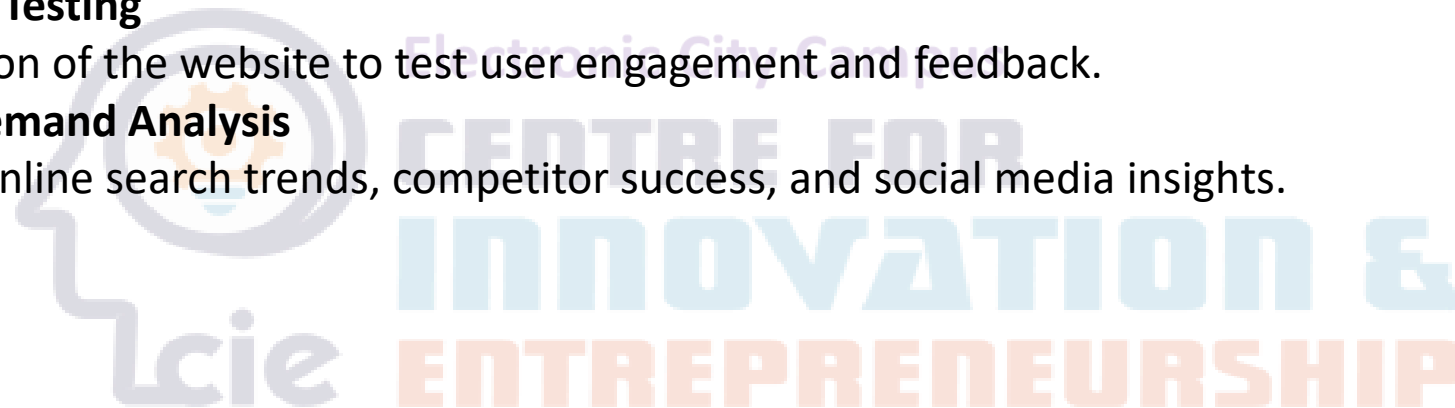 Testing
Electronic City Campus
on of the website to test user engagement and feedback.
emand Analysis
CENTRE FOR
nline search trends, competitor success, and social media insights.
INNOVATION &
cie
ENTREPRENEURSHIP